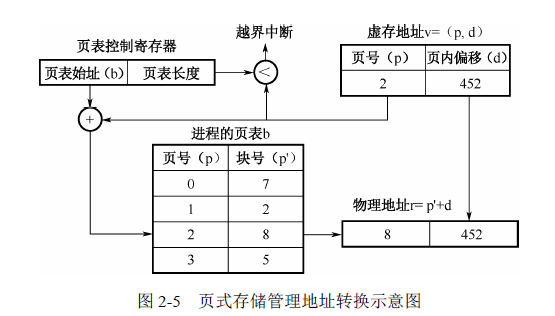 越界中断
虚存地址v=（p, d）
页表控制寄存器
页表始址（b） 页表长度
<
页号（p） 页内偏移（d）
2 452
+
进程的页表b
页号（p） 块号（p'）
0 7
1 2
2 8
3 5
物理地址r= p'+d
8 452
图 2-5 页式存储管理地址转换示意图